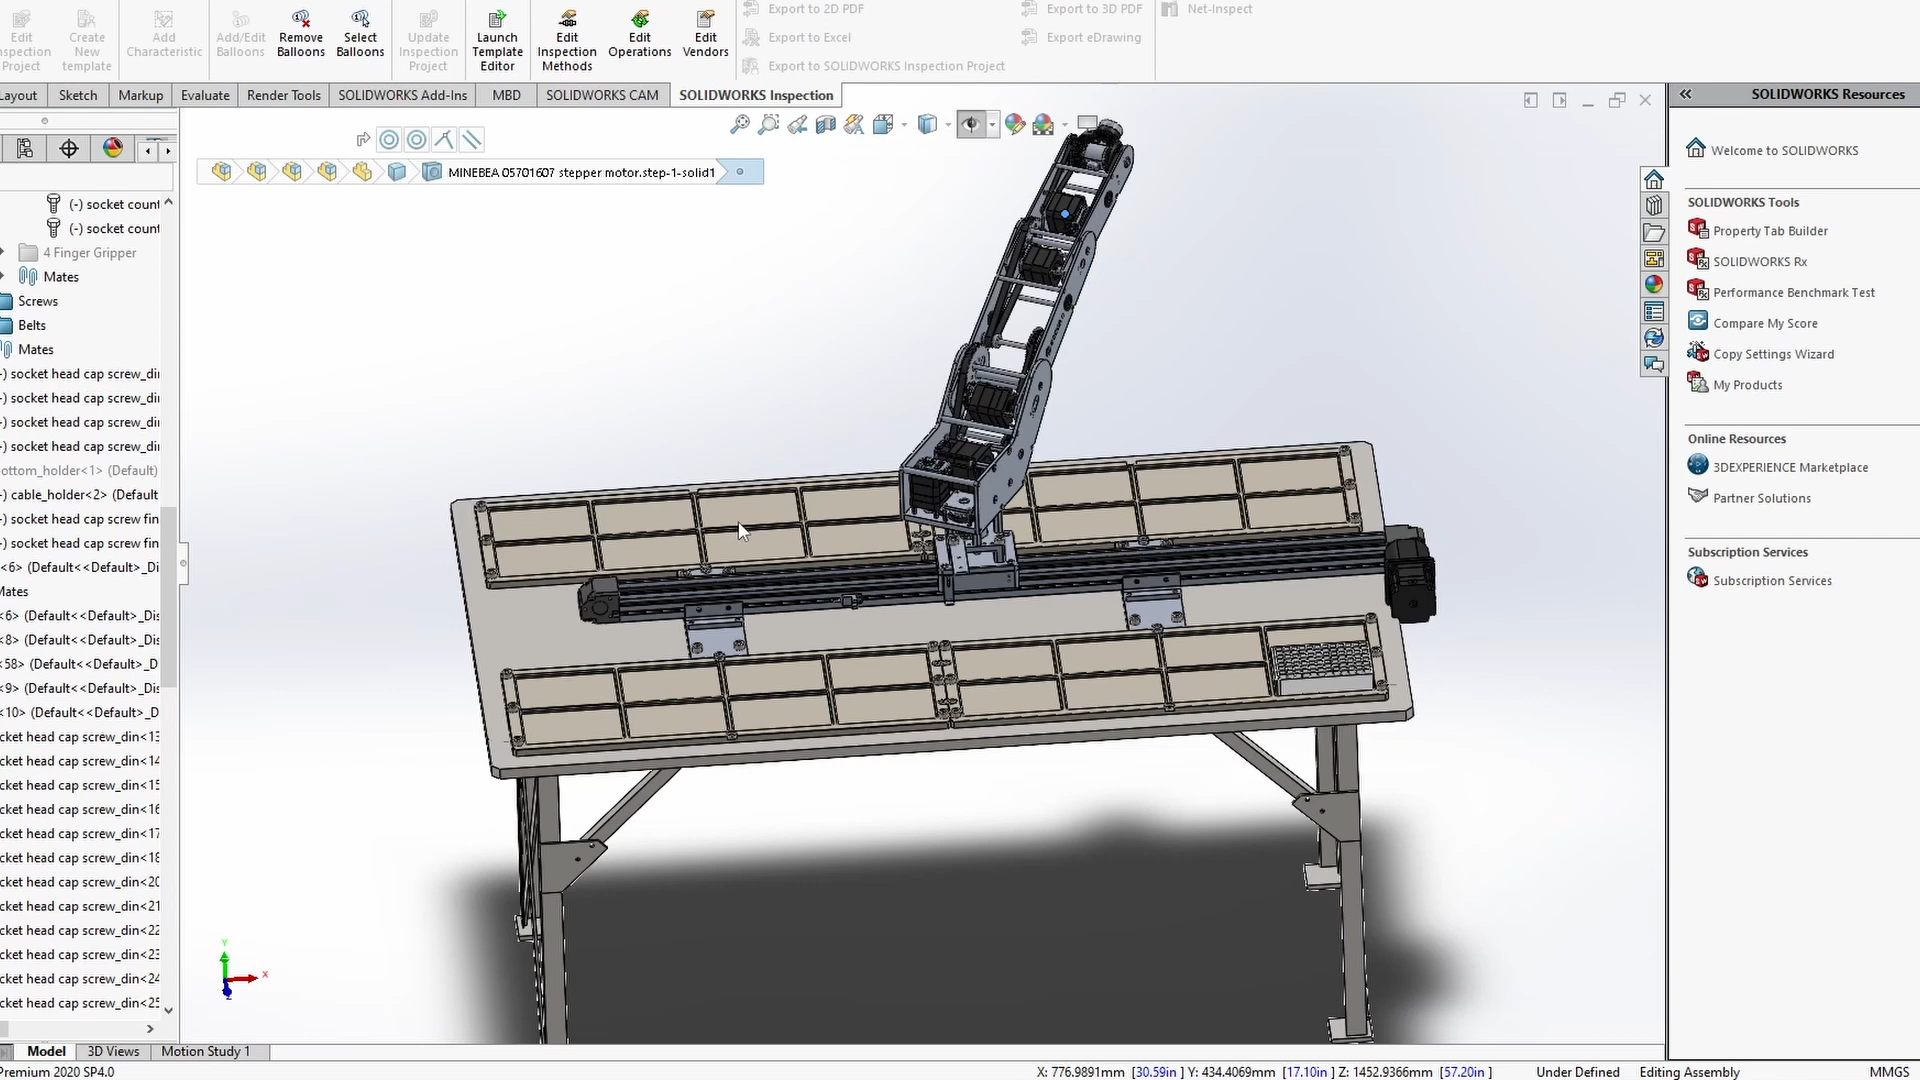 Edit
nspection
Project
Create
New
template
Add
Characteristic
Add/Edit
Balloons
Remove
Balloons
Select
Balloons
Update
Inspection
Project
Launch
Template
Editor
Edit
Inspection
Methods
Edit
Operations
Edit
Vendors
Export to 2D PDF
Export to Excel
Export to SOLIDWORKS Inspection Project
Export to 3D PDF
Export eDrawing
Net-Inspect
Layout
Sketch
Markup
Evaluate
Render Tools
SOLIDWORKS Add-Ins
MBD
SOLIDWORKS CAM
SOLIDWORKS Inspection
MINEBEA 05701607 stepper motor.step-1-solid1
(-) socket count
(-) socket count
4 Finger Gripper
Mates
Screws
Belts
Mates
-) socket head cap screw_di
-) socket head cap screw_di
-) socket head cap screw_di
-) socket head cap screw_di
ottom_holder<1> (Default)
-) cable_holder<2> (Default
-) socket head cap screw fin
-) socket head cap screw fin
<6> (Default<<Default>_Di
Mates
<6> (Default<<Default>_Dis
<8> (Default<<Default>_Dis
<58> (Default<<Default>_D
<9> (Default<<Default>_Dis
<10> (Default<<Default>_D
cket head cap screw_din<13
cket head cap screw_din<14
cket head cap screw_din<15
cket head cap screw_din<16
cket head cap screw_din<17
cket head cap screw_din<18
cket head cap screw_din<20
cket head cap screw_din<21
cket head cap screw_din<22
cket head cap screw_din<23
cket head cap screw_din<24
cket head cap screw_din<25
Y
X
Z
SOLIDWORKS Resources
Welcome to SOLIDWORKS
SOLIDWORKS Tools
Property Tab Builder
SOLIDWORKS Rx
Performance Benchmark Test
Compare My Score
Copy Settings Wizard
My Products
Online Resources
3DEXPERIENCE Marketplace
Partner Solutions
Subscription Services
Subscription Services
Model
3D Views
Motion Study 1
Premium 2020 SP4.0
X: 776.9891mm [30.59in ] Y: 434.4069mm [17.10in ] Z: 1452.9366mm [57.20in ]
Under Defined
Editing Assembly
MMGS